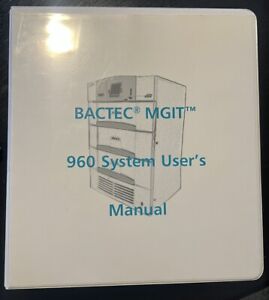 BACTEC® MGIT™
960 System User's
Manual